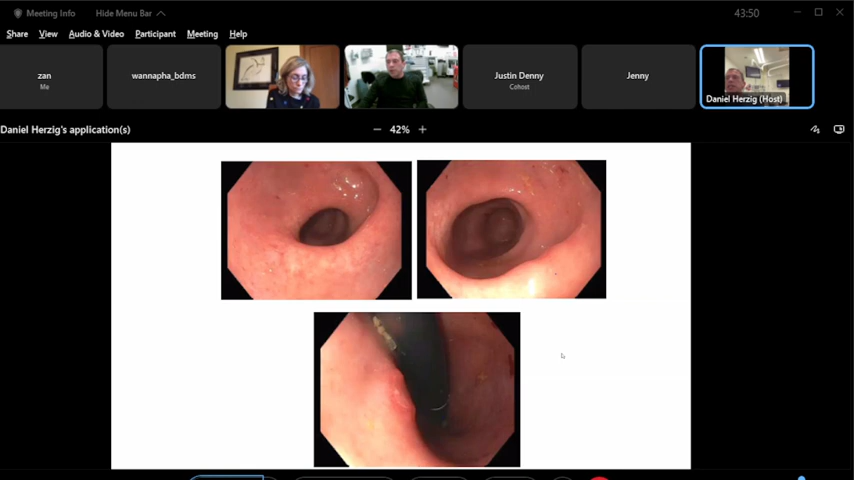 Meeting Info
Hide Menu Bar
43:50
Share View Audio & Video Participant Meeting Help
zan
Me
wannapha_bdms
Justin Denny
Cohost
Jenny
Daniel Herzig (Host)
Daniel Herzig's application(s)
42%